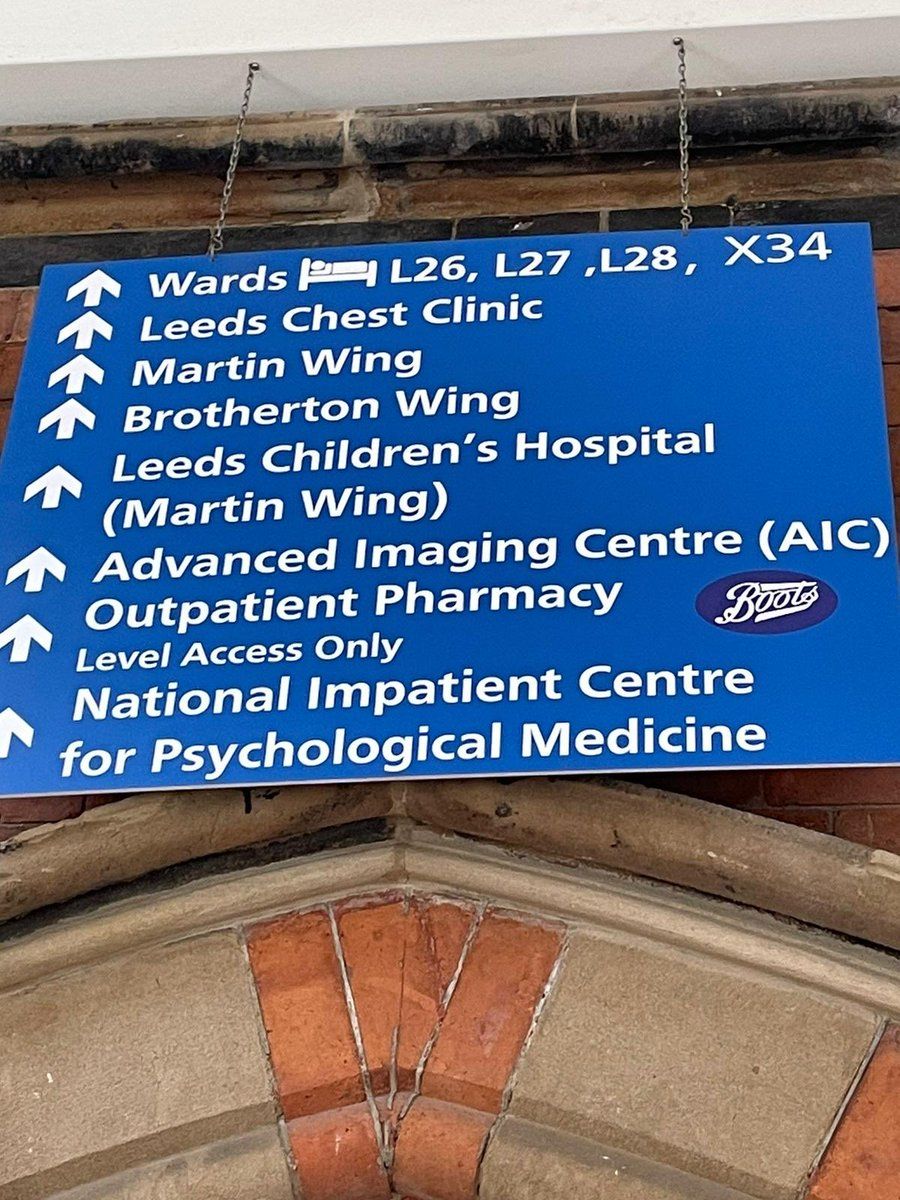 Wards L26, L27 ,L28, X34
Leeds Chest Clinic
Martin Wing
Brotherton Wing
Leeds Children's Hospital
(Martin Wing)
Advanced Imaging Centre (AIC)
Outpatient Pharmacy Boots
Level Access Only
National Impatient Centre
for Psychological Medicine